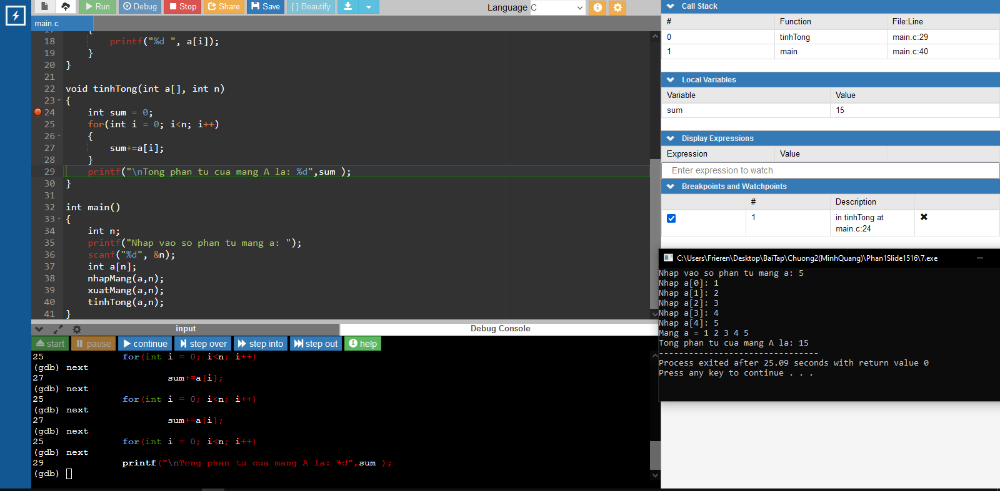 Run Debug Stop Share Save { } Beautify Language C
main.c
17 {
18 printf("%d ", a[i]);
19 }
20 }
21
22 void tinhTong(int a[], int n)
23 {
24 int sum = 0;
25 for(int i = 0; i<n; i++)
26 {
27 sum+=a[i];
28 }
29 printf("\nTong phan tu cua mang A la: %d",sum );
30 }
31
32 int main()
33 {
34 int n;
35 printf("Nhap vao so phan tu mang a: ");
36 scanf("%d", &n);
37 int a[n];
38 nhapMang(a,n);
39 xuatMang(a,n);
40 tinhTong(a,n);
41 }
input Debug Console
start pause continue step over step into step out help
25 for(int i = 0; i<n; i++)
(gdb) next
27 sum+=a[i];
(gdb) next
25 for(int i = 0; i<n; i++)
(gdb) next
27 sum+=a[i];
(gdb) next
25 for(int i = 0; i<n; i++)
(gdb) next
29 printf("\nTong phan tu cua mang A la: %d",sum );
(gdb)
Call Stack
# Function File:Line
0 tinhTong main.c:29
1 main main.c:40
Local Variables
Variable Value
sum 15
Display Expressions
Expression Value
Enter expression to watch
Breakpoints and Watchpoints
# Description
1 in tinhTong at
main.c:24
C:\Users\Frieren\Desktop\BaiTap\Chuong2(MinhQuang)\Phan1Slide1516\7.exe
Nhap vao so phan tu mang a: 5
Nhap a[0]: 1
Nhap a[1]: 2
Nhap a[2]: 3
Nhap a[3]: 4
Nhap a[4]: 5
Mang a = 1 2 3 4 5
Tong phan tu cua mang A la: 15
--------------------------------
Process exited after 25.09 seconds with return value 0
Press any key to continue . . .